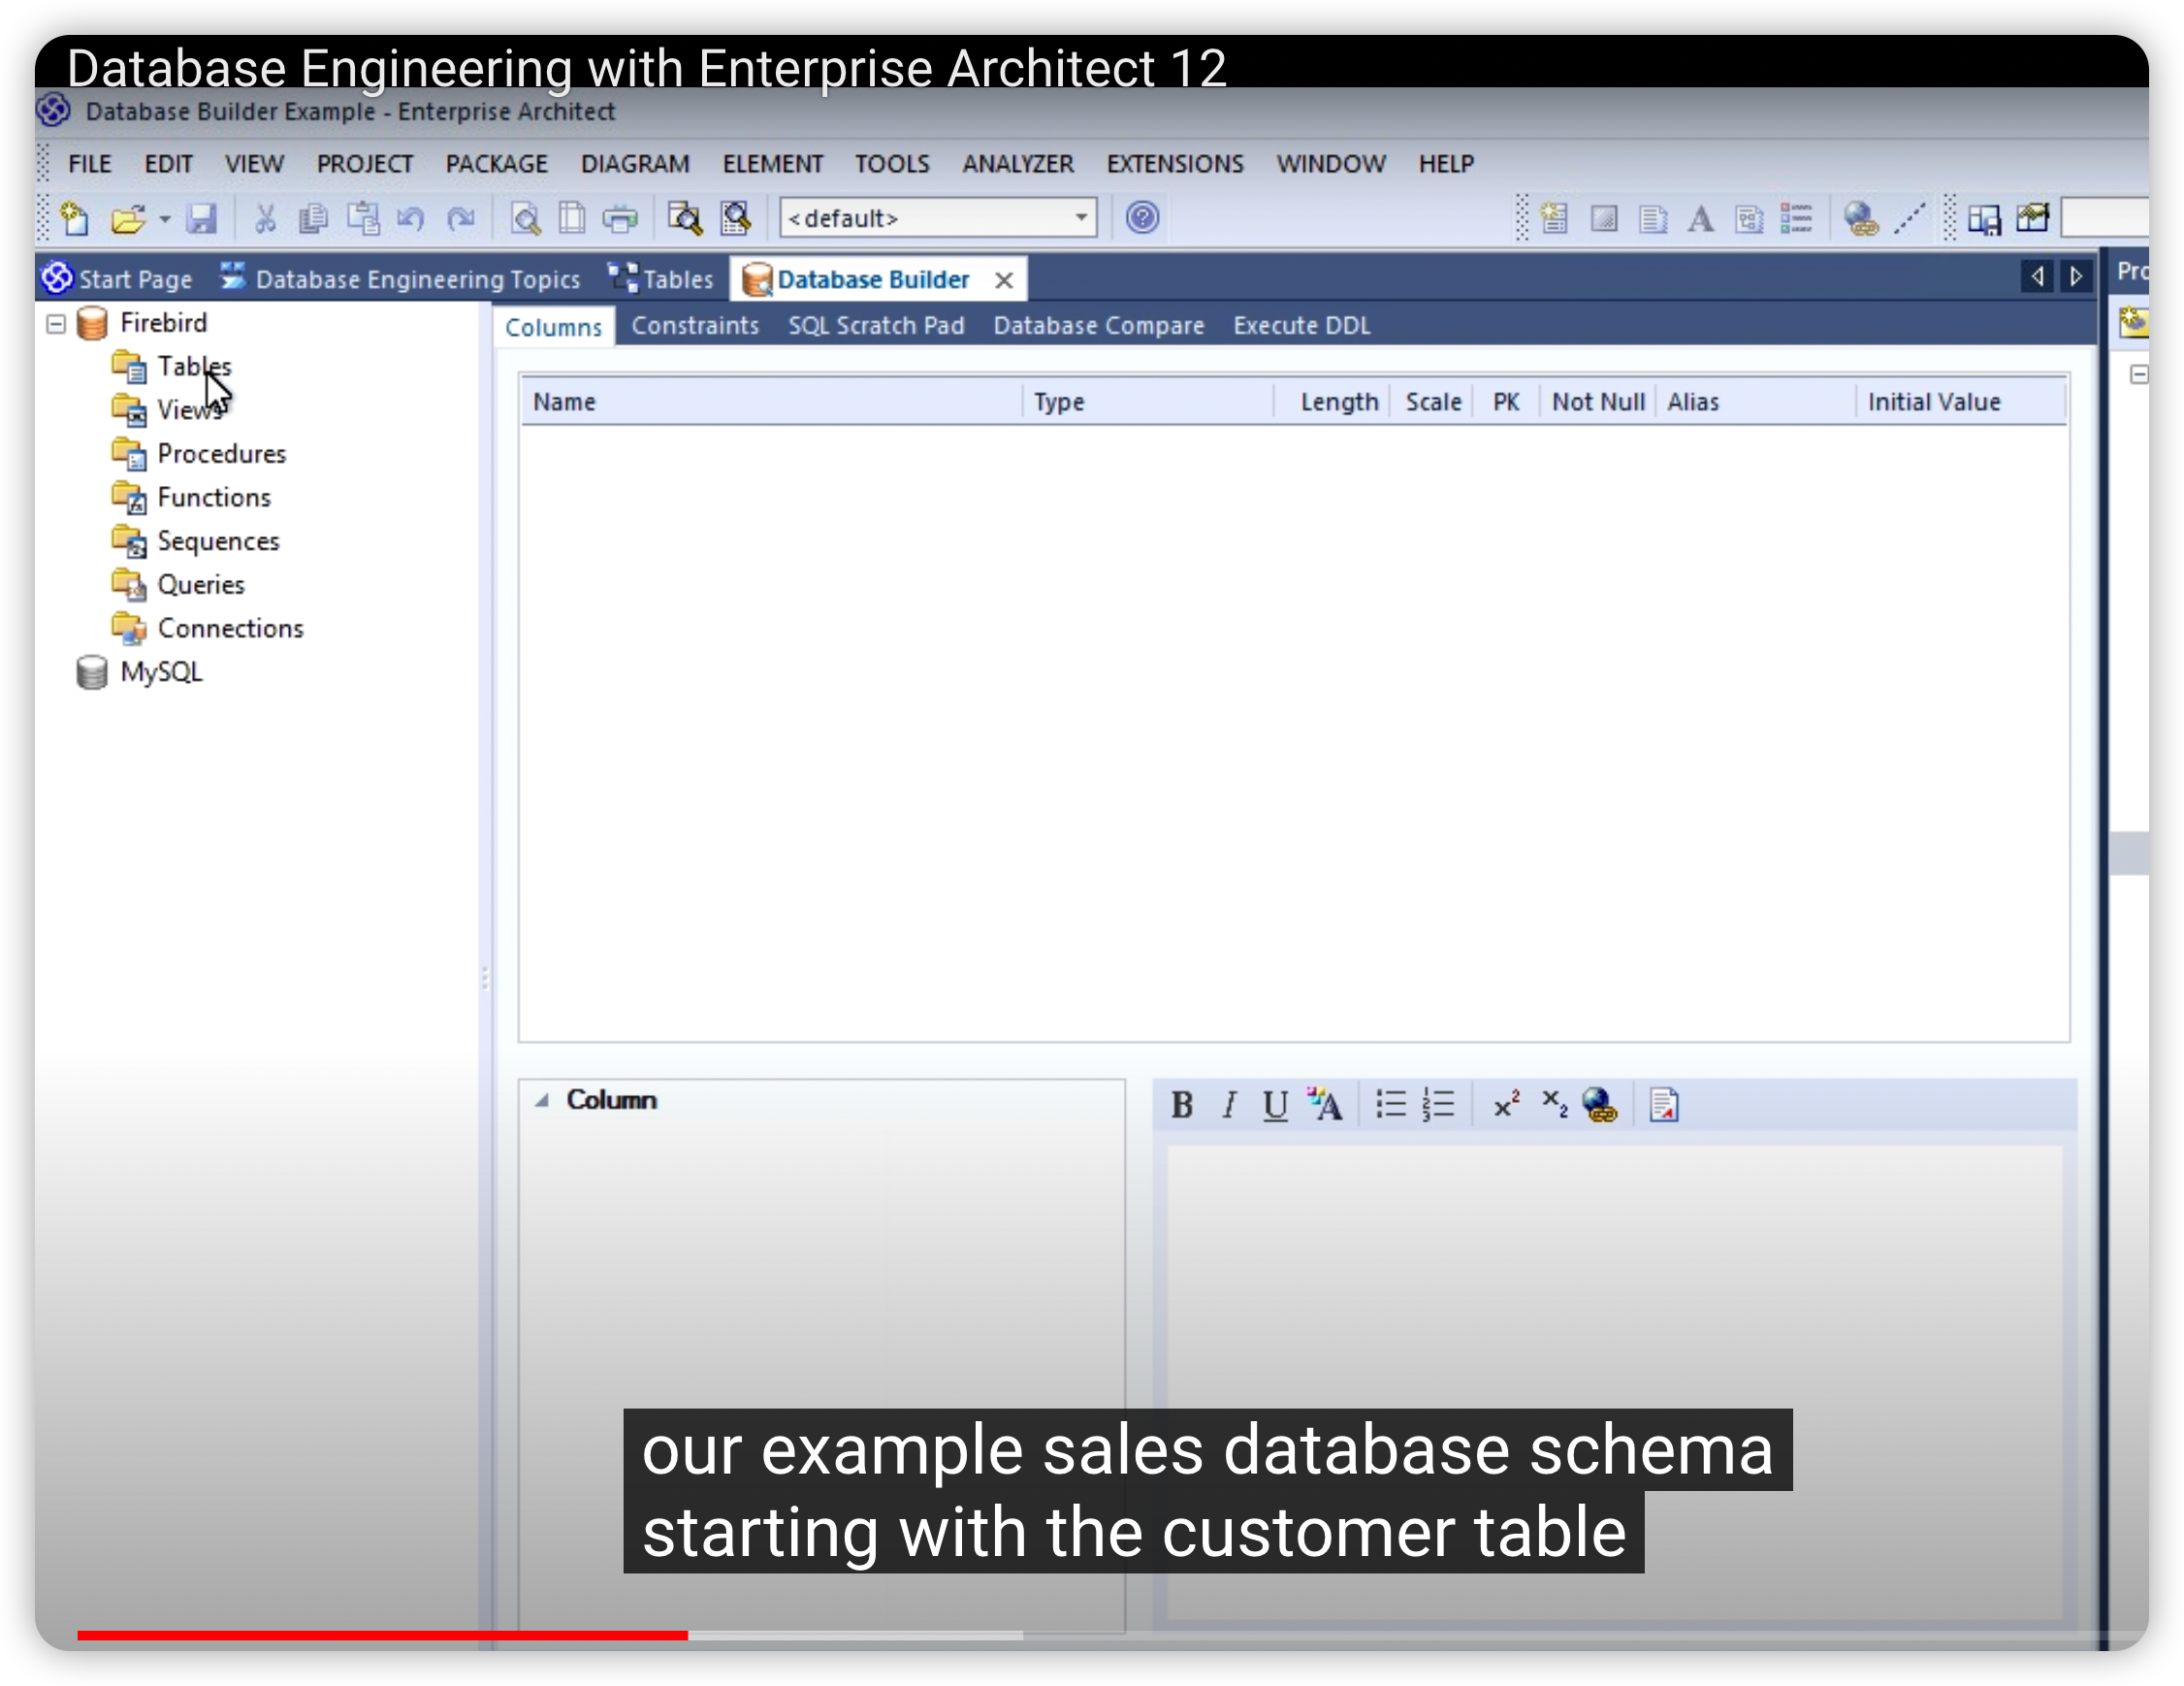 Database Engineering with Enterprise Architect 12
Database Builder Example - Enterprise Architect
FILE EDIT VIEW PROJECT PACKAGE DIAGRAM ELEMENT TOOLS ANALYZER EXTENSIONS WINDOW HELP
<default>
Start Page Database Engineering Topics Tables Database Builder
Pro
Firebird
Tables
Views
Procedures
Functions
Sequences
Queries
Connections
MySQL
Columns Constraints SQL Scratch Pad Database Compare Execute DDL
Name Type Length Scale PK Not Null Alias Initial Value
Column
B I U A x² x₂
our example sales database schema
starting with the customer table